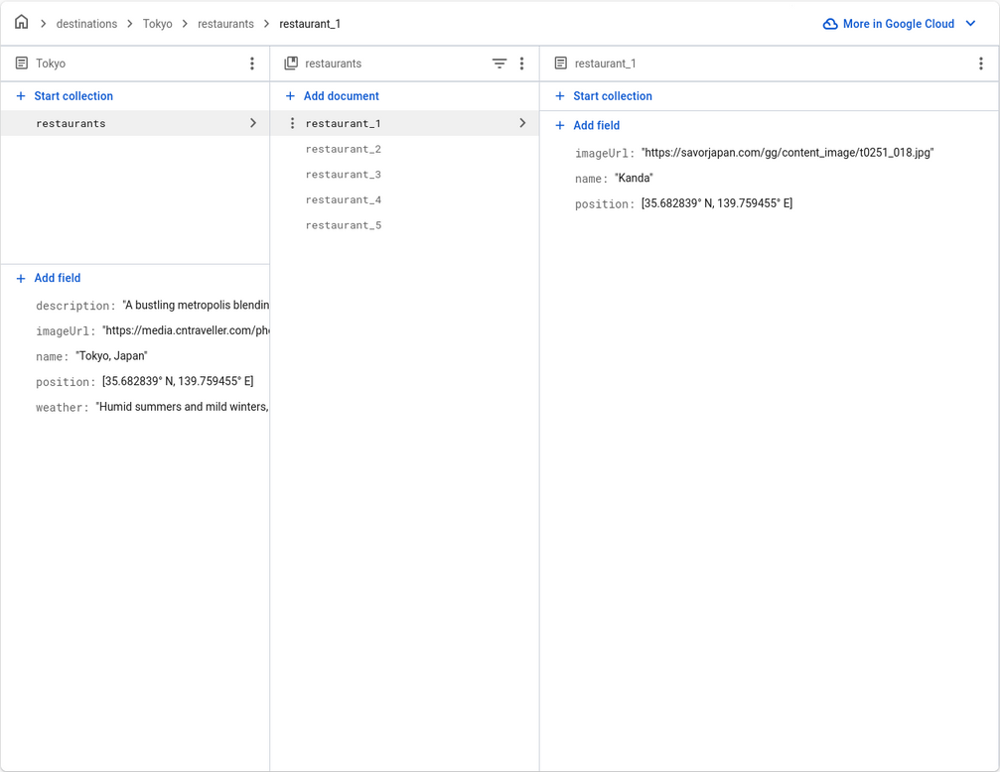 destinations > Tokyo > restaurants > restaurant_1
More in Google Cloud
Tokyo
+ Start collection
restaurants
+ Add field
description: "A bustling metropolis blendin
imageUrl: "https://media.cntraveller.com/pho
name: "Tokyo, Japan"
position: [35.682839° N, 139.759455° E]
weather: "Humid summers and mild winters,
restaurants
+ Add document
restaurant_1
restaurant_2
restaurant_3
restaurant_4
restaurant_5
restaurant_1
+ Start collection
+ Add field
imageUrl: "https://savorjapan.com/gg/content_image/t0251_018.jpg"
name: "Kanda"
position: [35.682839° N, 139.759455° E]